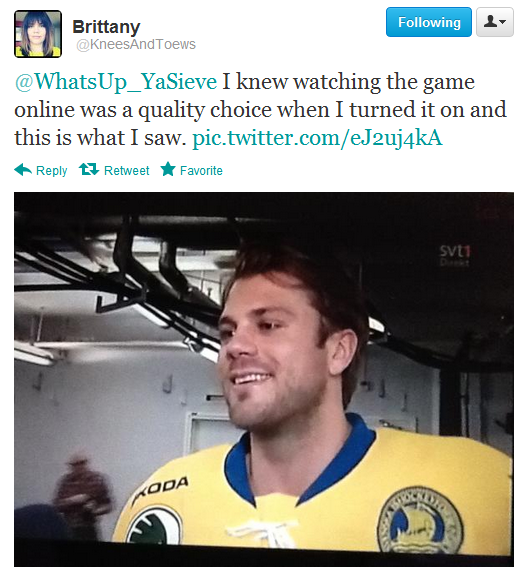 Brittany
@KneesAndToews
Following
@WhatsUp_YaSieve I knew watching the game
online was a quality choice when I turned it on and
this is what I saw. pic.twitter.com/eJ2uj4kA
Reply Retweet Favorite
svt1
Direkt
KODA